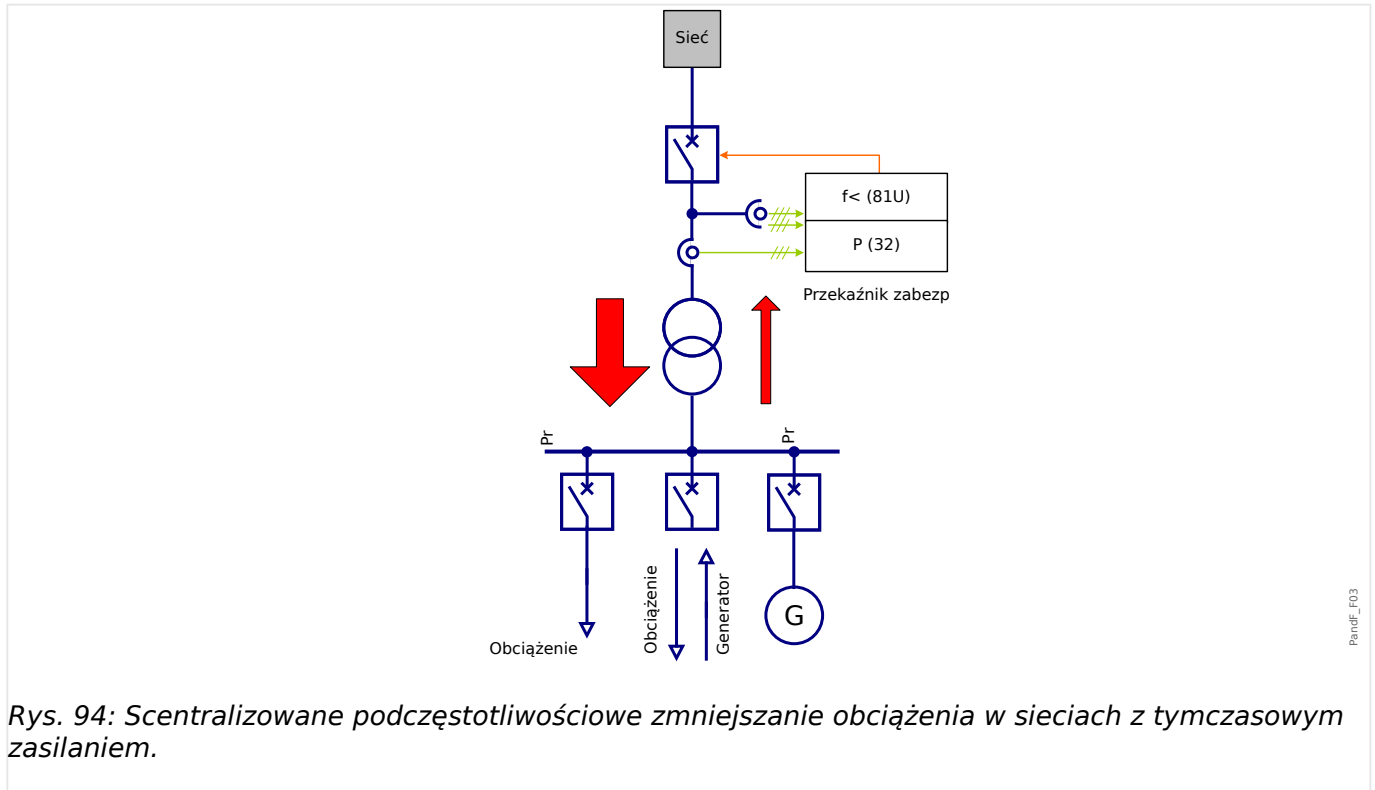 Sieć
f< (81U)
P (32)
Przekaźnik zabezp
Pr
Pr
Obciążenie
Obciążenie
Generator
G
PandF_F03
Rys. 94: Scentralizowane podczęstotliwościowe zmniejszanie obciążenia w sieciach z tymczasowym
zasilaniem.